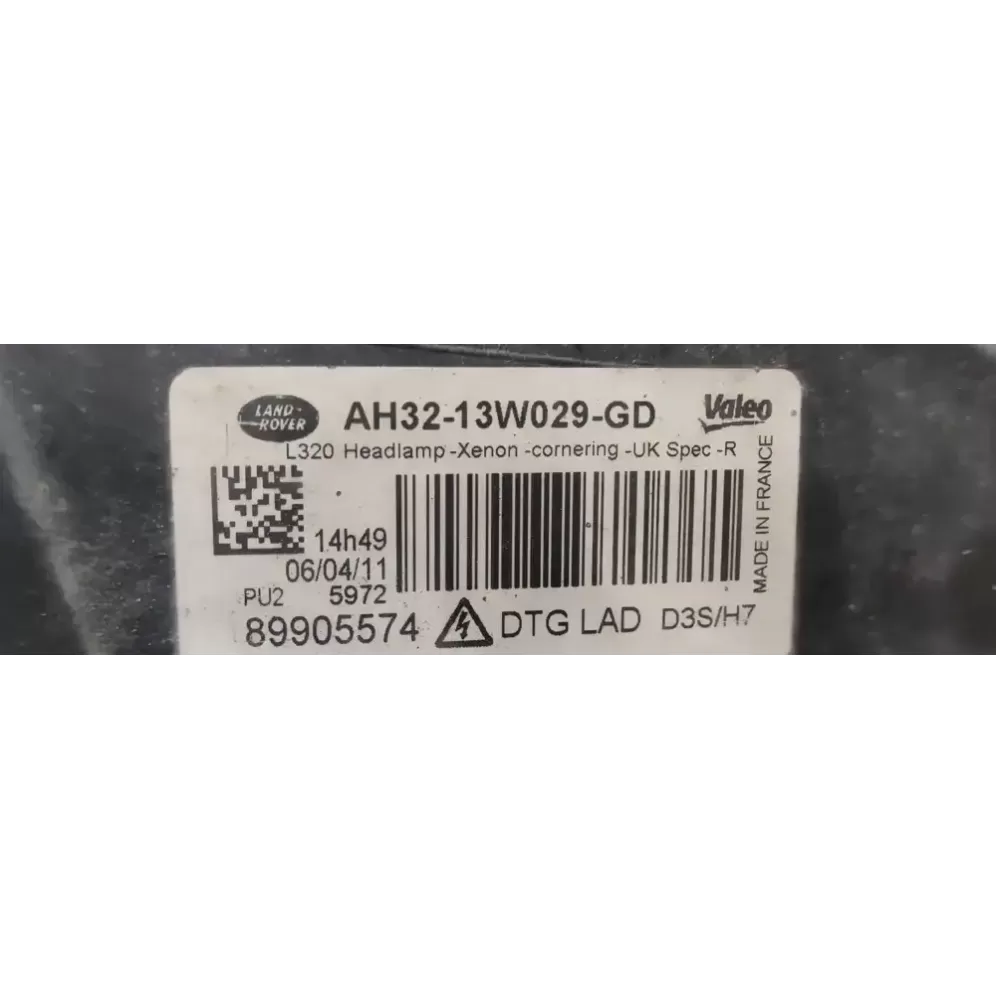 LAND-
ROVER
AH32-13W029-GD
Valeo
L320 Headlamp -Xenon -cornering -UK Spec -R
14h49
06/04/11
PU2 5972
89905574 DTG LAD D3S/H7
MADE IN FRANCE